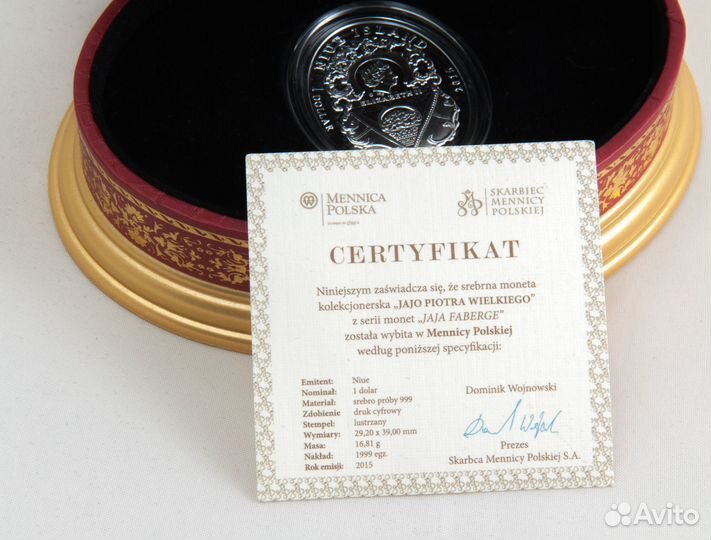 NIUE ISLAND
1 DOLLAR
2015
ELIZABETH II
MENNICA
POLSKA
SKARBIEC
MENNICY
POLSKIEJ
CERTYFIKAT
Niniejszym zaświadcza się, że srebrna moneta
kolekcjonerska „JAJO PIOTRA WIELKIEGO”
z serii monet „JAJA FABERGE”
została wybita w Mennicy Polskiej
według poniższej specyfikacji:
Emitent: Niue
Nominał: 1 dolar
Materiał: srebro próby 999
Zdobienie druk cyfrowy
Stempel: lustrzany
Wymiary: 29,20 x 39,00 mm
Masa: 16,81 g
Nakład: 1999 egz.
Rok emisji: 2015
Dominik Wojnowski
Prezes
Skarbca Mennicy Polskiej S.A.
Avito